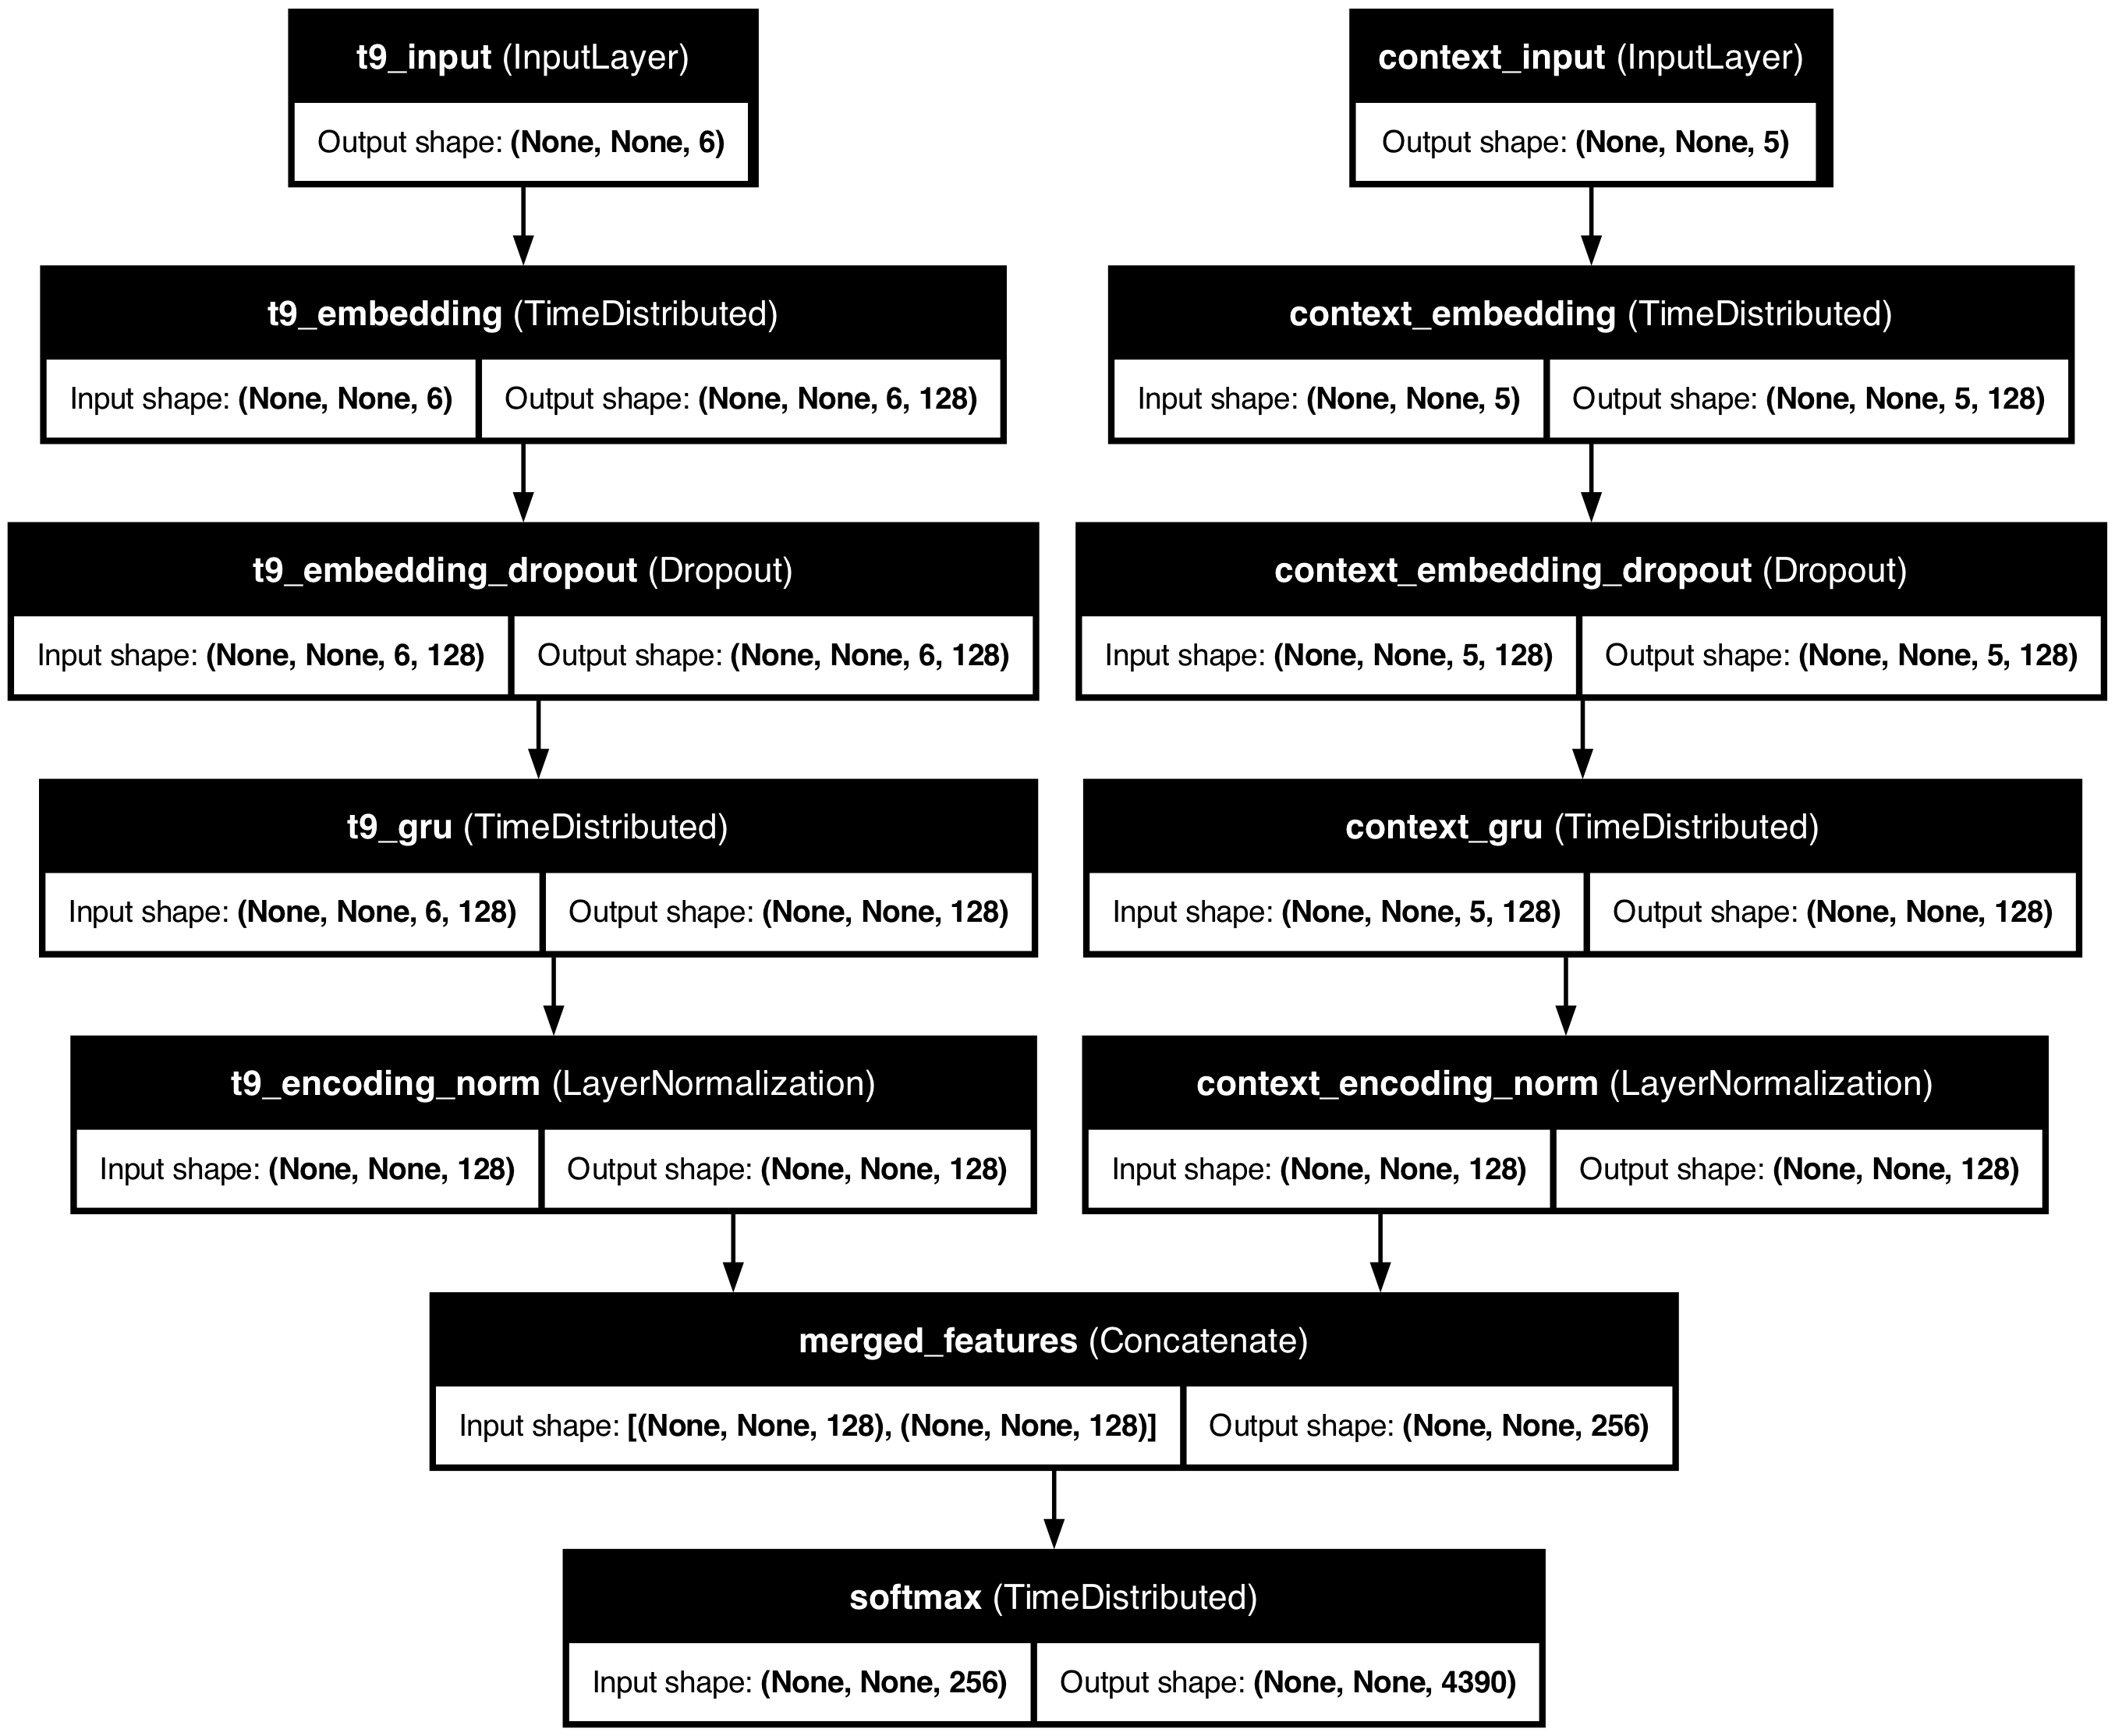 t9_input (InputLayer)
Output shape: (None, None, 6)
context_input (InputLayer)
Output shape: (None, None, 5)
t9_embedding (TimeDistributed)
Input shape: (None, None, 6)
Output shape: (None, None, 6, 128)
context_embedding (TimeDistributed)
Input shape: (None, None, 5)
Output shape: (None, None, 5, 128)
t9_embedding_dropout (Dropout)
Input shape: (None, None, 6, 128)
Output shape: (None, None, 6, 128)
context_embedding_dropout (Dropout)
Input shape: (None, None, 5, 128)
Output shape: (None, None, 5, 128)
t9_gru (TimeDistributed)
Input shape: (None, None, 6, 128)
Output shape: (None, None, 128)
context_gru (TimeDistributed)
Input shape: (None, None, 5, 128)
Output shape: (None, None, 128)
t9_encoding_norm (LayerNormalization)
Input shape: (None, None, 128)
Output shape: (None, None, 128)
context_encoding_norm (LayerNormalization)
Input shape: (None, None, 128)
Output shape: (None, None, 128)
merged_features (Concatenate)
Input shape: [(None, None, 128), (None, None, 128)]
Output shape: (None, None, 256)
softmax (TimeDistributed)
Input shape: (None, None, 256)
Output shape: (None, None, 4390)